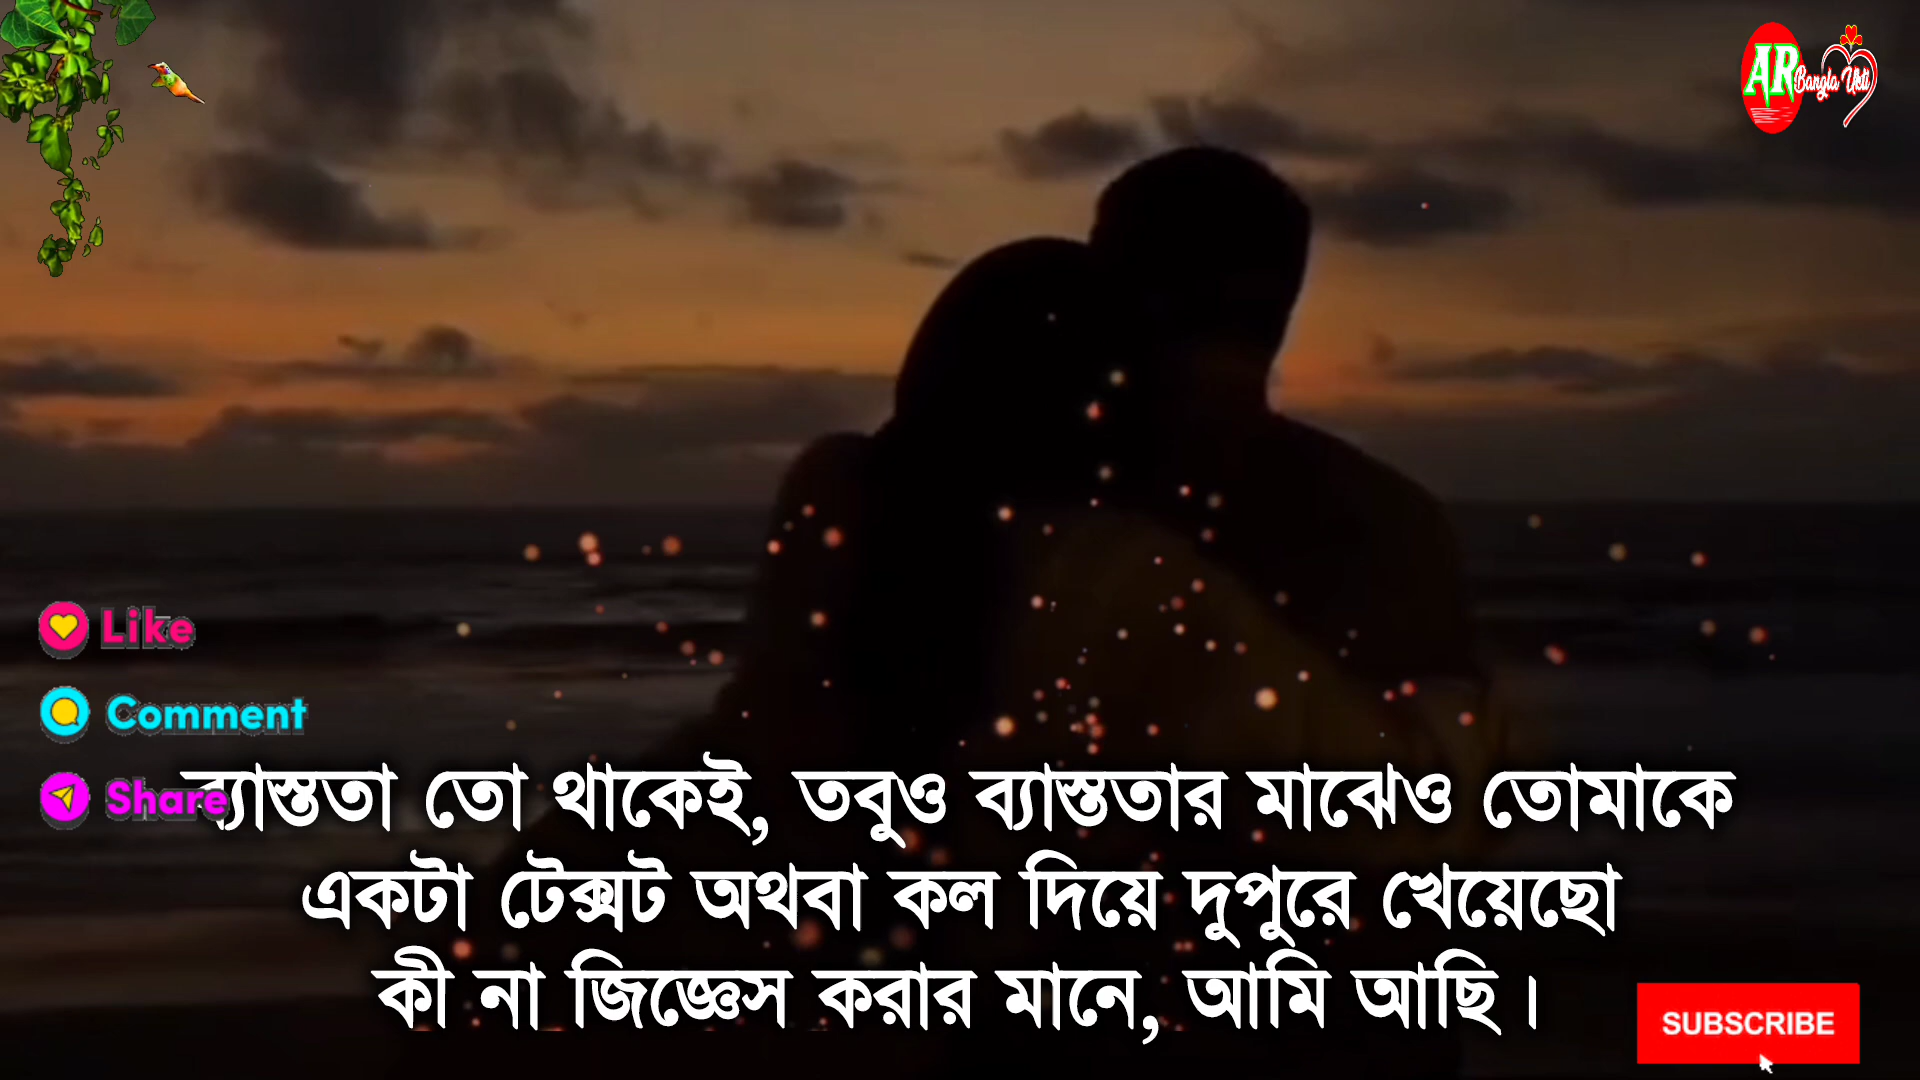 AR
Bangla Ukti
Like
Comment
Share
ব্যাস্ততা তো থাকেই, তবুও ব্যাস্ততার মাঝেও তোমাকে
একটা টেক্সট অথবা কল দিয়ে দুপুরে খেয়েছো
কী না জিজ্ঞেস করার মানে, আমি আছি।
SUBSCRIBE